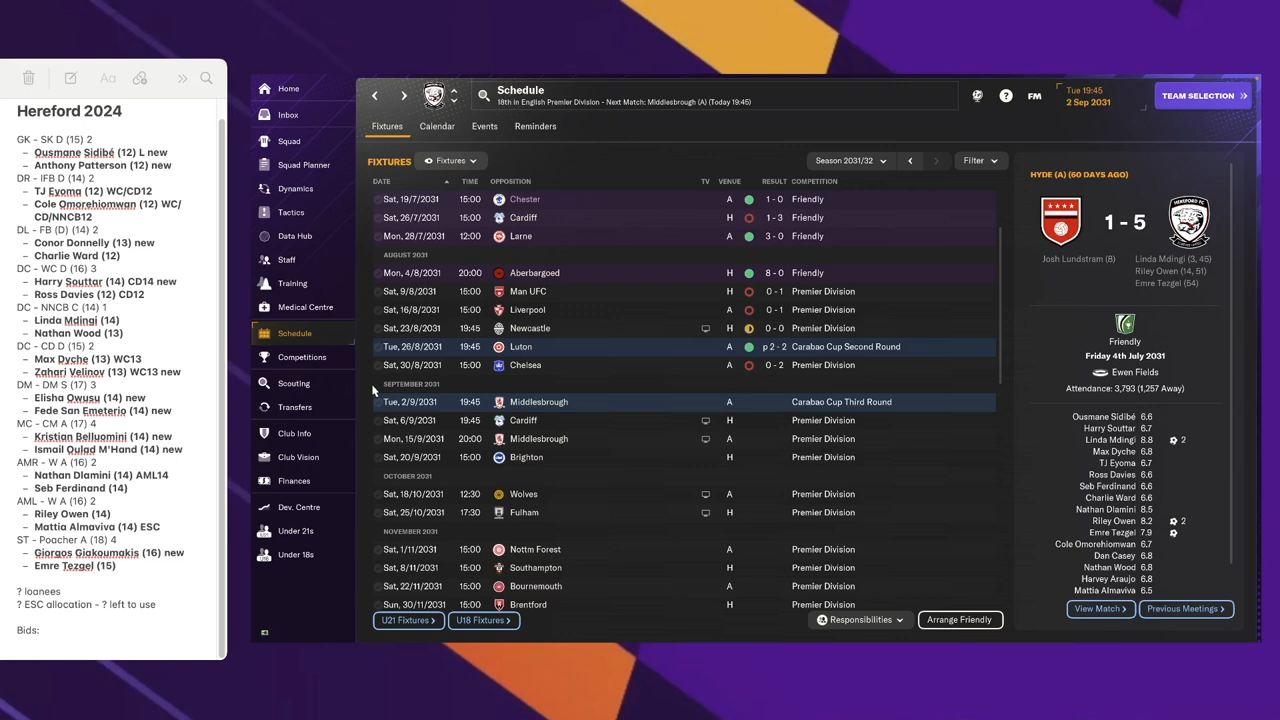 Aa
Hereford 2024
GK - SK D (15) 2
– Ousmane Sidibé (12) L new
– Anthony Patterson (12) new
DR - IFB D (14) 2
– TJ Eyoma (12) WC/CD12
– Cole Omorehiomwan (12) WC/
CD/NNCB12
DL - FB (D) (14) 2
– Conor Donnelly (13) new
– Charlie Ward (12)
DC - WC D (16) 3
– Harry Souttar (14) CD14 new
– Ross Davies (12) CD12
DC - NNCB C (14) 1
– Linda Mdingi (14)
– Nathan Wood (13)
DC - CD D (15) 2
– Max Dyche (13) WC13
– Zahari Velinov (13) WC13 new
DM - DM S (17) 3
– Elisha Owusu (14) new
– Fede San Emeterio (14) new
MC - CM A (17) 4
– Kristian Belluomini (14) new
– Ismail Oulad M'Hand (14) new
AMR - W A (16) 2
– Nathan Dlamini (14) AML14
– Seb Ferdinand (14)
AML - W A (16) 2
– Riley Owen (14)
– Mattia Almaviva (14) ESC
ST - Poacher A (18) 4
– Giorgos Giakoumakis (16) new
– Emre Tezgel (15)
? loanees
? ESC allocation - ? left to use
Bids:
Home
Inbox
Squad
Squad Planner
Dynamics
Tactics
Data Hub
Staff
Training
Medical Centre
Schedule
Competitions
Scouting
Transfers
Club Info
Club Vision
Finances
Dev. Centre
Under 21s
Under 18s
Schedule
18th in English Premier Division - Next Match: Middlesbrough (A) (Today 19:45)
? FM
Tue 19:45
2 Sep 2031
TEAM SELECTION
Fixtures Calendar Events Reminders
FIXTURES Fixtures Season 2031/32 Filter
DATE TIME OPPOSITION TV VENUE RESULT COMPETITION
Sat, 19/7/2031 15:00 Chester A 1 - 0 Friendly
Sat, 26/7/2031 15:00 Cardiff H 1 - 3 Friendly
Mon, 28/7/2031 12:00 Larne A 3 - 0 Friendly
AUGUST 2031
Mon, 4/8/2031 20:00 Aberbargoed H 8 - 0 Friendly
Sat, 9/8/2031 15:00 Man UFC H 0 - 1 Premier Division
Sat, 16/8/2031 15:00 Liverpool A 0 - 1 Premier Division
Sat, 23/8/2031 19:45 Newcastle H 0 - 0 Premier Division
Tue, 26/8/2031 19:45 Luton A p 2 - 2 Carabao Cup Second Round
Sat, 30/8/2031 15:00 Chelsea A 0 - 2 Premier Division
SEPTEMBER 2031
Tue, 2/9/2031 19:45 Middlesbrough A Carabao Cup Third Round
Sat, 6/9/2031 19:45 Cardiff H Premier Division
Mon, 15/9/2031 20:00 Middlesbrough A Premier Division
Sat, 20/9/2031 15:00 Brighton H Premier Division
OCTOBER 2031
Sat, 18/10/2031 12:30 Wolves A Premier Division
Sat, 25/10/2031 17:30 Fulham H Premier Division
NOVEMBER 2031
Sat, 1/11/2031 15:00 Nottm Forest A Premier Division
Sat, 8/11/2031 15:00 Southampton H Premier Division
Sat, 22/11/2031 15:00 Bournemouth A Premier Division
Sun, 30/11/2031 15:00 Brentford H Premier Division
U21 Fixtures > U18 Fixtures > Responsibilities Arrange Friendly
HYDE (A) (60 DAYS AGO)
1 - 5
Josh Lundstram (8) Linda Mdingi (3, 45)
Riley Owen (14, 51)
Emre Tezgel (54)
Friendly
Friday 4th July 2031
Ewen Fields
Attendance: 3,793 (1,257 Away)
Ousmane Sidibé 6.6
Harry Souttar 6.7
Linda Mdingi 8.8 2
Max Dyche 6.8
TJ Eyoma 6.7
Ross Davies 6.6
Seb Ferdinand 6.6
Charlie Ward 6.6
Nathan Dlamini 8.5
Riley Owen 8.2 2
Emre Tezgel 7.9
Cole Omorehiomwan 6.7
Dan Casey 6.8
Nathan Wood 6.8
Harvey Araujo 6.8
Mattia Almaviva 6.5
View Match > Previous Meetings >